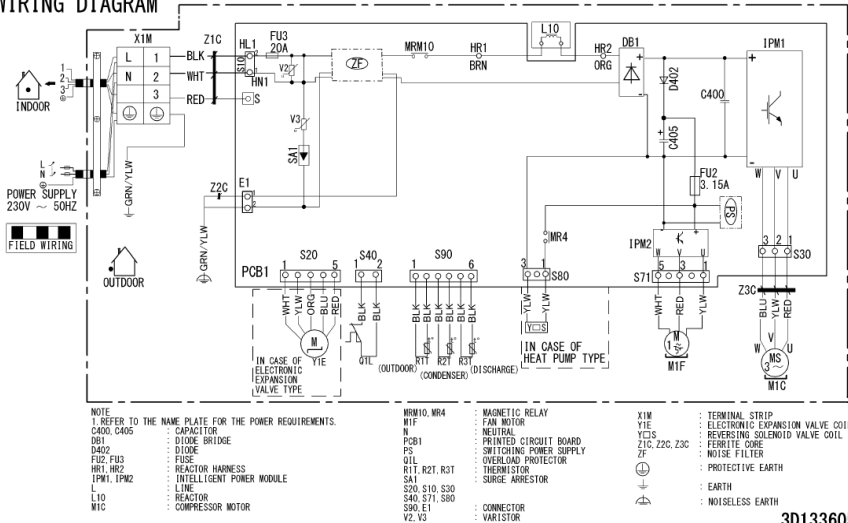 WIRING DIAGRAM
X1M
L 1
N 2
3
Z1C
BLK
WHT
RED
HL1
S10
HN1
S
FU3
20A
V2
V3
SA1
ZF
MRM10
HR1
BRN
L10
HR2
ORG
DB1
D402
C405
C400
IPM1
W V U
FU2
3.15A
PS
MR4
IPM2
W V U
1
2
3
INDOOR
L
N
POWER SUPPLY
230V ~ 50HZ
FIELD WIRING
OUTDOOR
GRN/YLW
Z2C
E1
1
2
GRN/YLW
PCB1
S20
1 5
WHT
YLW
ORG
BLU
RED
M
Y1E
IN CASE OF
ELECTRONIC
EXPANSION
VALVE TYPE
S40
1 2
BLK
BLK
Q1L
S90
1 6
BLK
BLK
BLK
BLK
BLK
BLK
R1T R2T R3T
(OUTDOOR)
(CONDENSER)
(DISCHARGE)
3 1
S80
YLW
YLW
Y□S
IN CASE OF
HEAT PUMP TYPE
S71
5 3 1
WHT
RED
YLW
M
1~
M1F
3 2 1
S30
Z3C
BLU
YLW
RED
W V U
MS
3~
M1C
NOTE
1. REFER TO THE NAME PLATE FOR THE POWER REQUIREMENTS.
C400, C405 : CAPACITOR
DB1 : DIODE BRIDGE
D402 : DIODE
FU2, FU3 : FUSE
HR1, HR2 : REACTOR HARNESS
IPM1, IPM2 : INTELLIGENT POWER MODULE
L : LINE
L10 : REACTOR
M1C : COMPRESSOR MOTOR
MRM10, MR4 : MAGNETIC RELAY
M1F : FAN MOTOR
N : NEUTRAL
PCB1 : PRINTED CIRCUIT BOARD
PS : SWITCHING POWER SUPPLY
Q1L : OVERLOAD PROTECTOR
R1T, R2T, R3T : THERMISTOR
SA1 : SURGE ARRESTOR
S20, S10, S30
S40, S71, S80
S90, E1 : CONNECTOR
V2, V3 : VARISTOR
X1M : TERMINAL STRIP
Y1E : ELECTRONIC EXPANSION VALVE COIL
Y□S : REVERSING SOLENOID VALVE COIL
Z1C, Z2C, Z3C : FERRITE CORE
ZF : NOISE FILTER
: PROTECTIVE EARTH
: EARTH
: NOISELESS EARTH